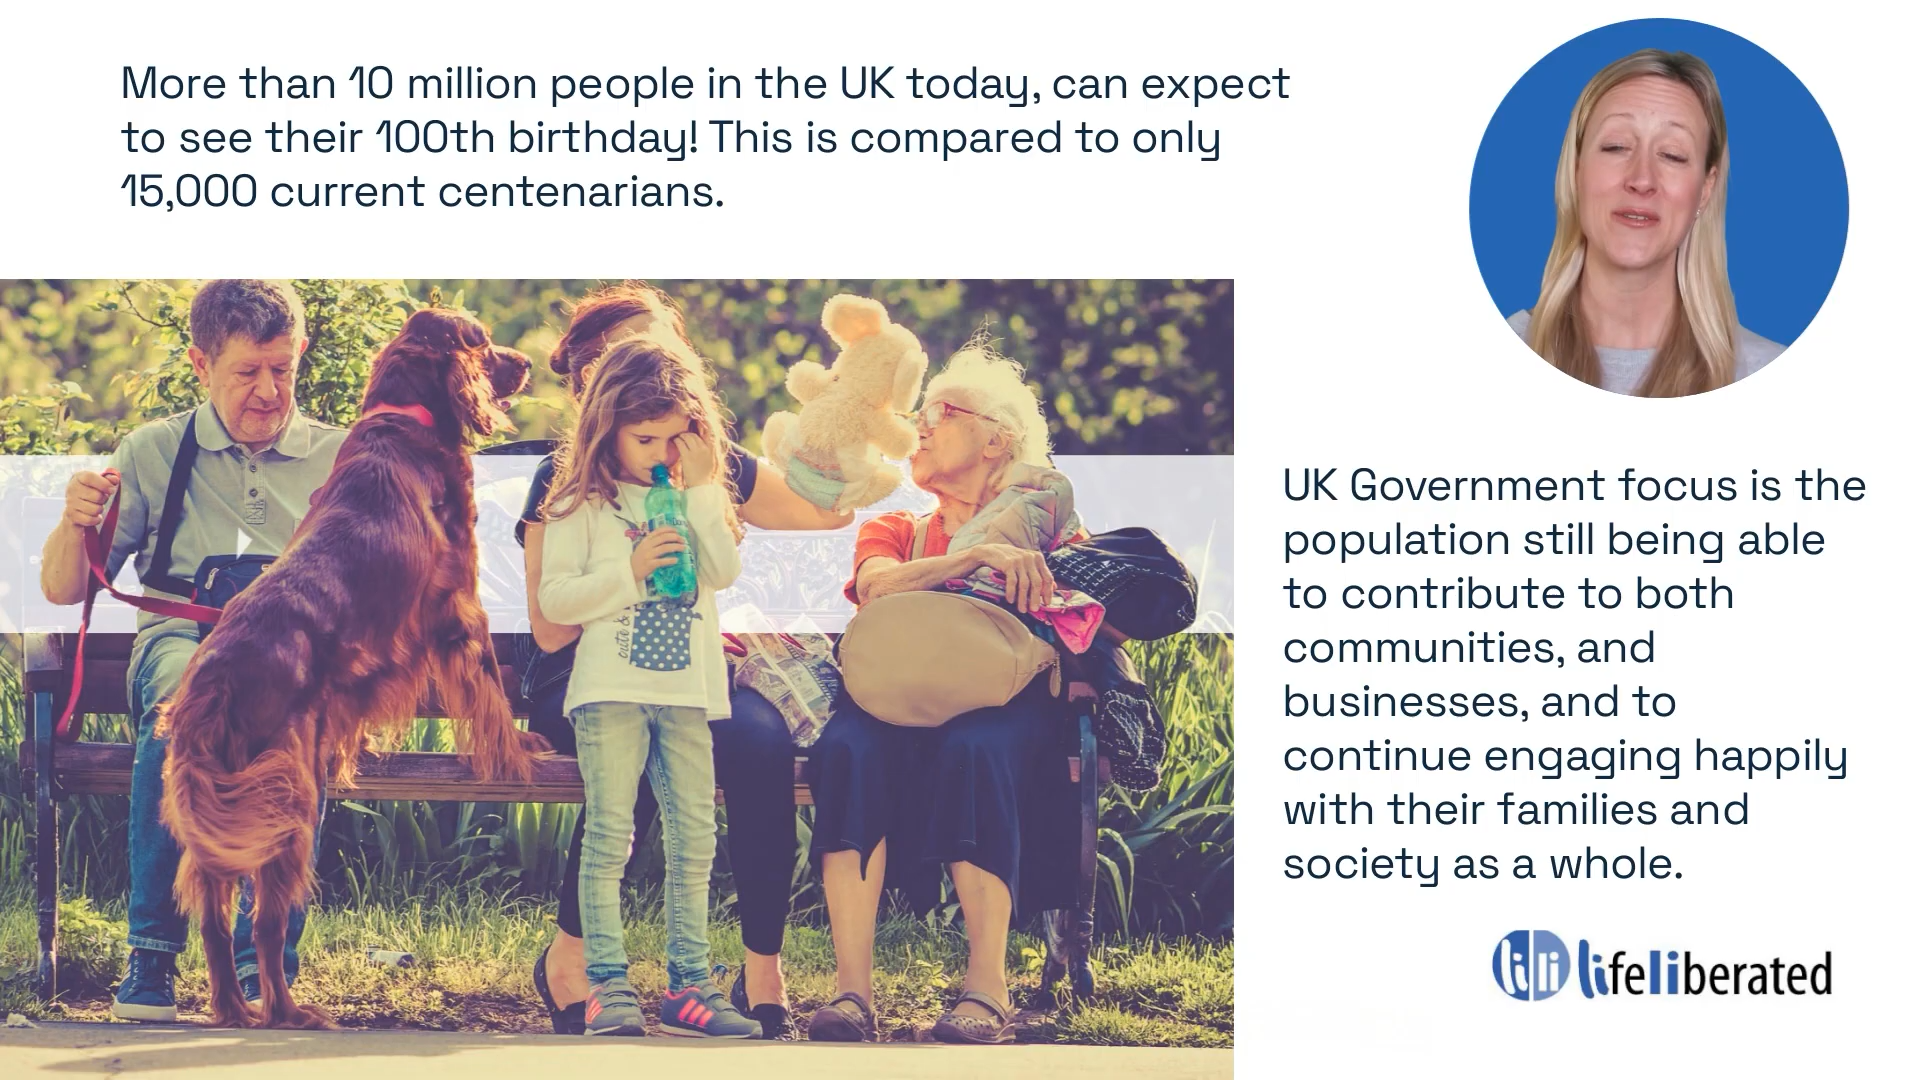 More than 10 million people in the UK today, can expect
to see their 100th birthday! This is compared to only
15,000 current centenarians.
UK Government focus is the
population still being able
to contribute to both
communities, and
businesses, and to
continue engaging happily
with their families and
society as a whole.
lili lifeliberated
cute &